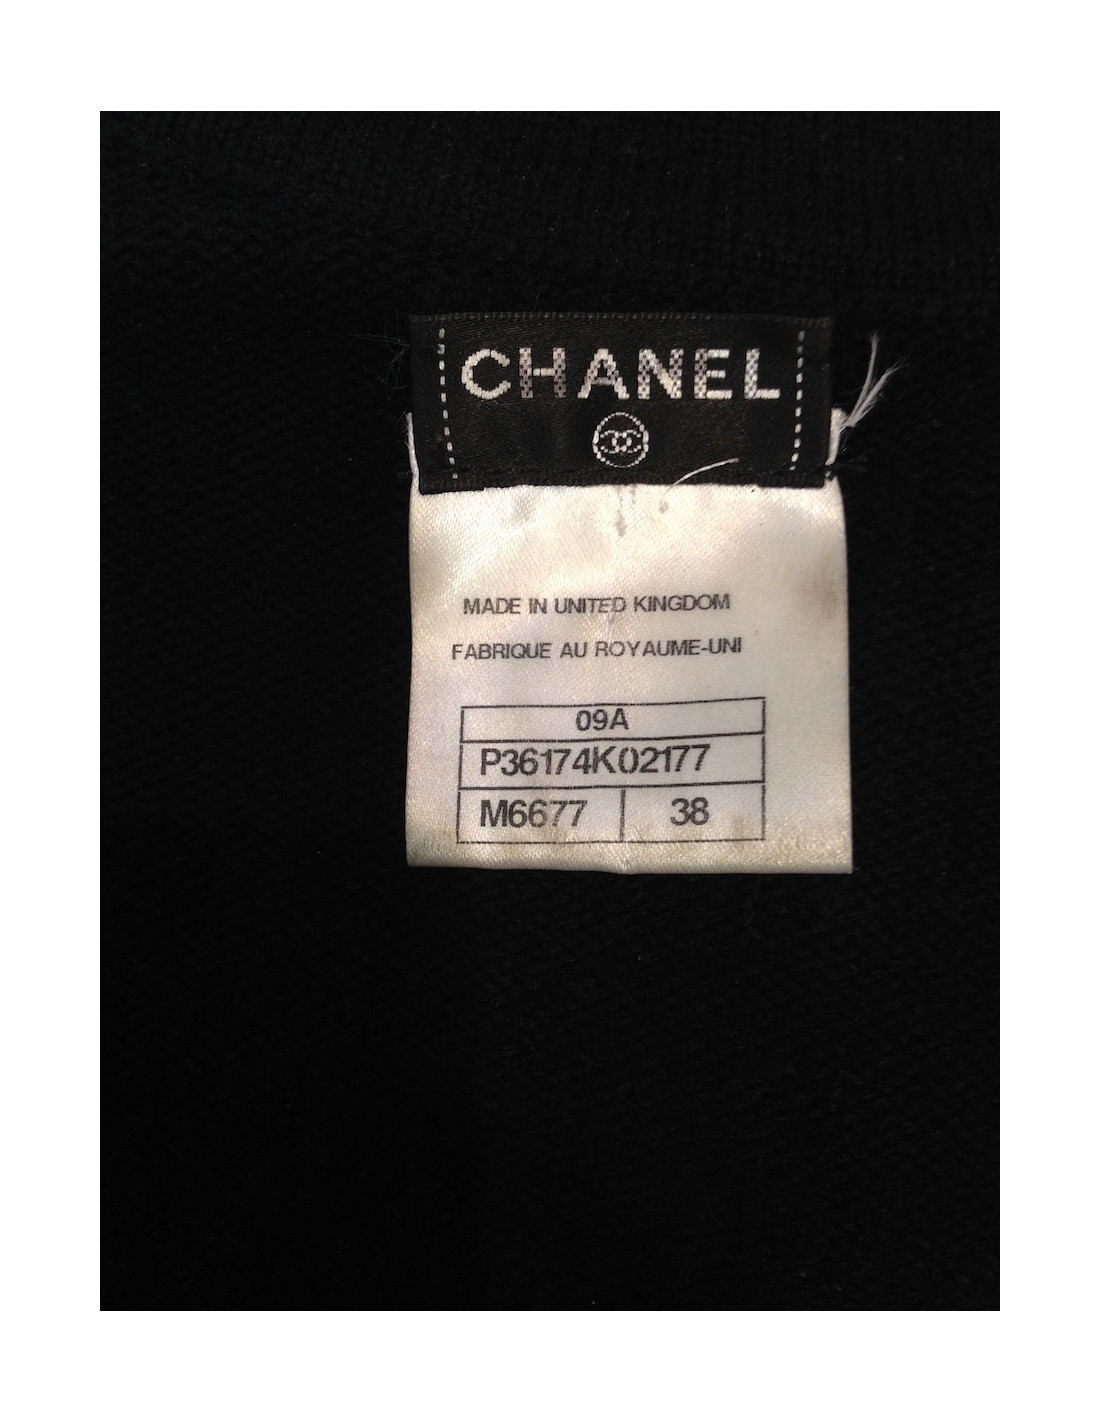 CHANEL
MADE IN UNITED KINGDOM
FABRIQUE AU ROYAUME-UNI
09A
P36174K02177
M6677 38